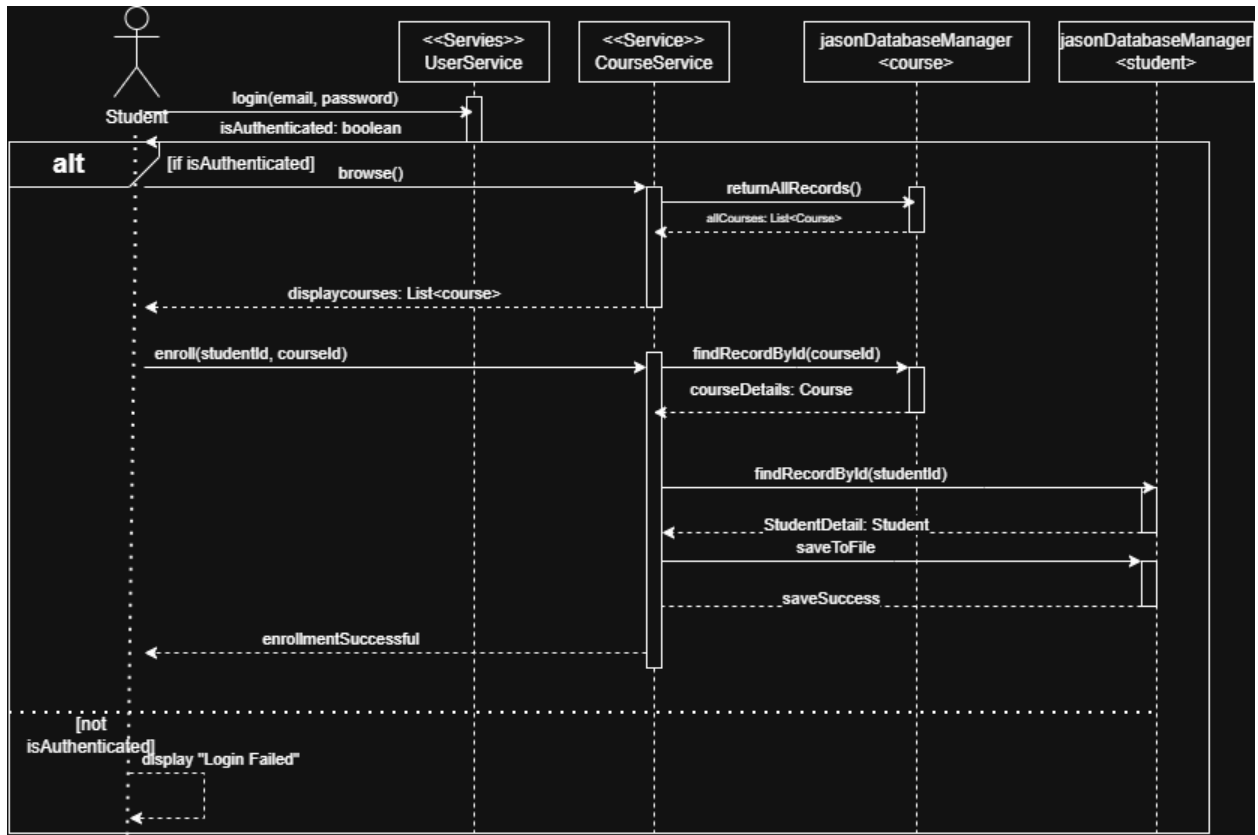 <<Servies>>
UserService
<<Service>>
CourseService
jasonDatabaseManager
<course>
jasonDatabaseManager
<student>
Student
login(email, password)
isAuthenticated: boolean
alt
[if isAuthenticated]
browse()
returnAllRecords()
allCourses: List<Course>
displaycourses: List<course>
enroll(studentId, courseId)
findRecordById(courseId)
courseDetails: Course
findRecordById(studentId)
StudentDetail: Student
saveToFile
saveSuccess
enrollmentSuccessful
[not
isAuthenticated]
display "Login Failed"